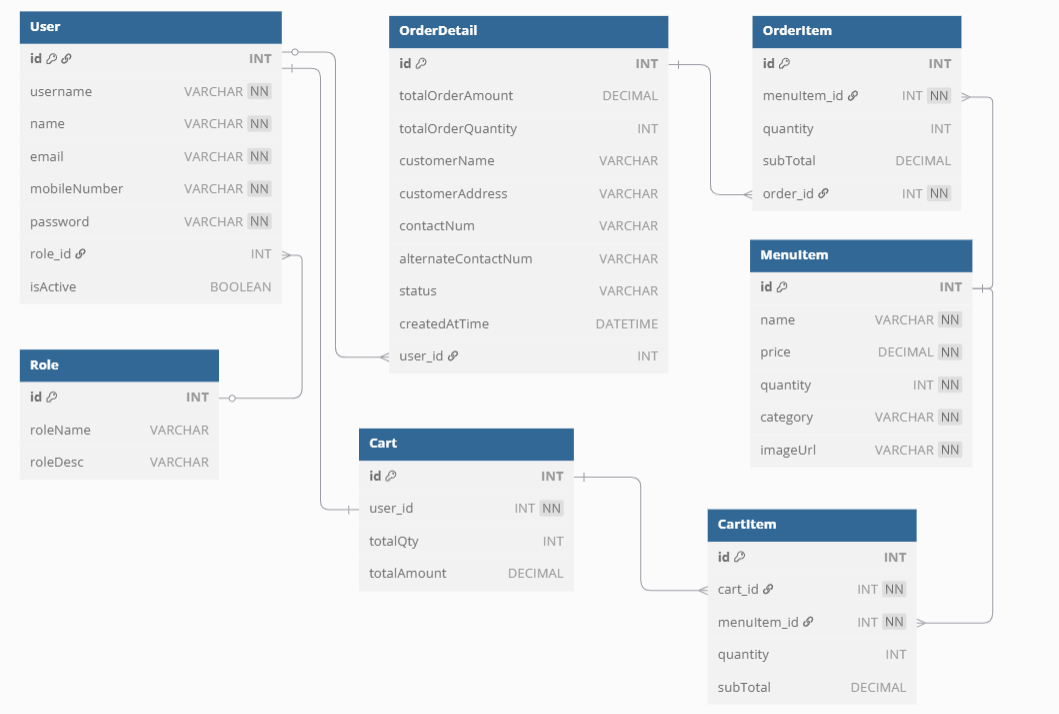 User
id INT
username VARCHAR NN
name VARCHAR NN
email VARCHAR NN
mobileNumber VARCHAR NN
password VARCHAR NN
role_id INT
isActive BOOLEAN
Role
id INT
roleName VARCHAR
roleDesc VARCHAR
OrderDetail
id INT
totalOrderAmount DECIMAL
totalOrderQuantity INT
customerName VARCHAR
customerAddress VARCHAR
contactNum VARCHAR
alternateContactNum VARCHAR
status VARCHAR
createdAtTime DATETIME
user_id INT
Cart
id INT
user_id INT NN
totalQty INT
totalAmount DECIMAL
OrderItem
id INT
menuItem_id INT NN
quantity INT
subTotal DECIMAL
order_id INT NN
MenuItem
id INT
name VARCHAR NN
price DECIMAL NN
quantity INT NN
category VARCHAR NN
imageUrl VARCHAR NN
CartItem
id INT
cart_id INT NN
menuItem_id INT NN
quantity INT
subTotal DECIMAL